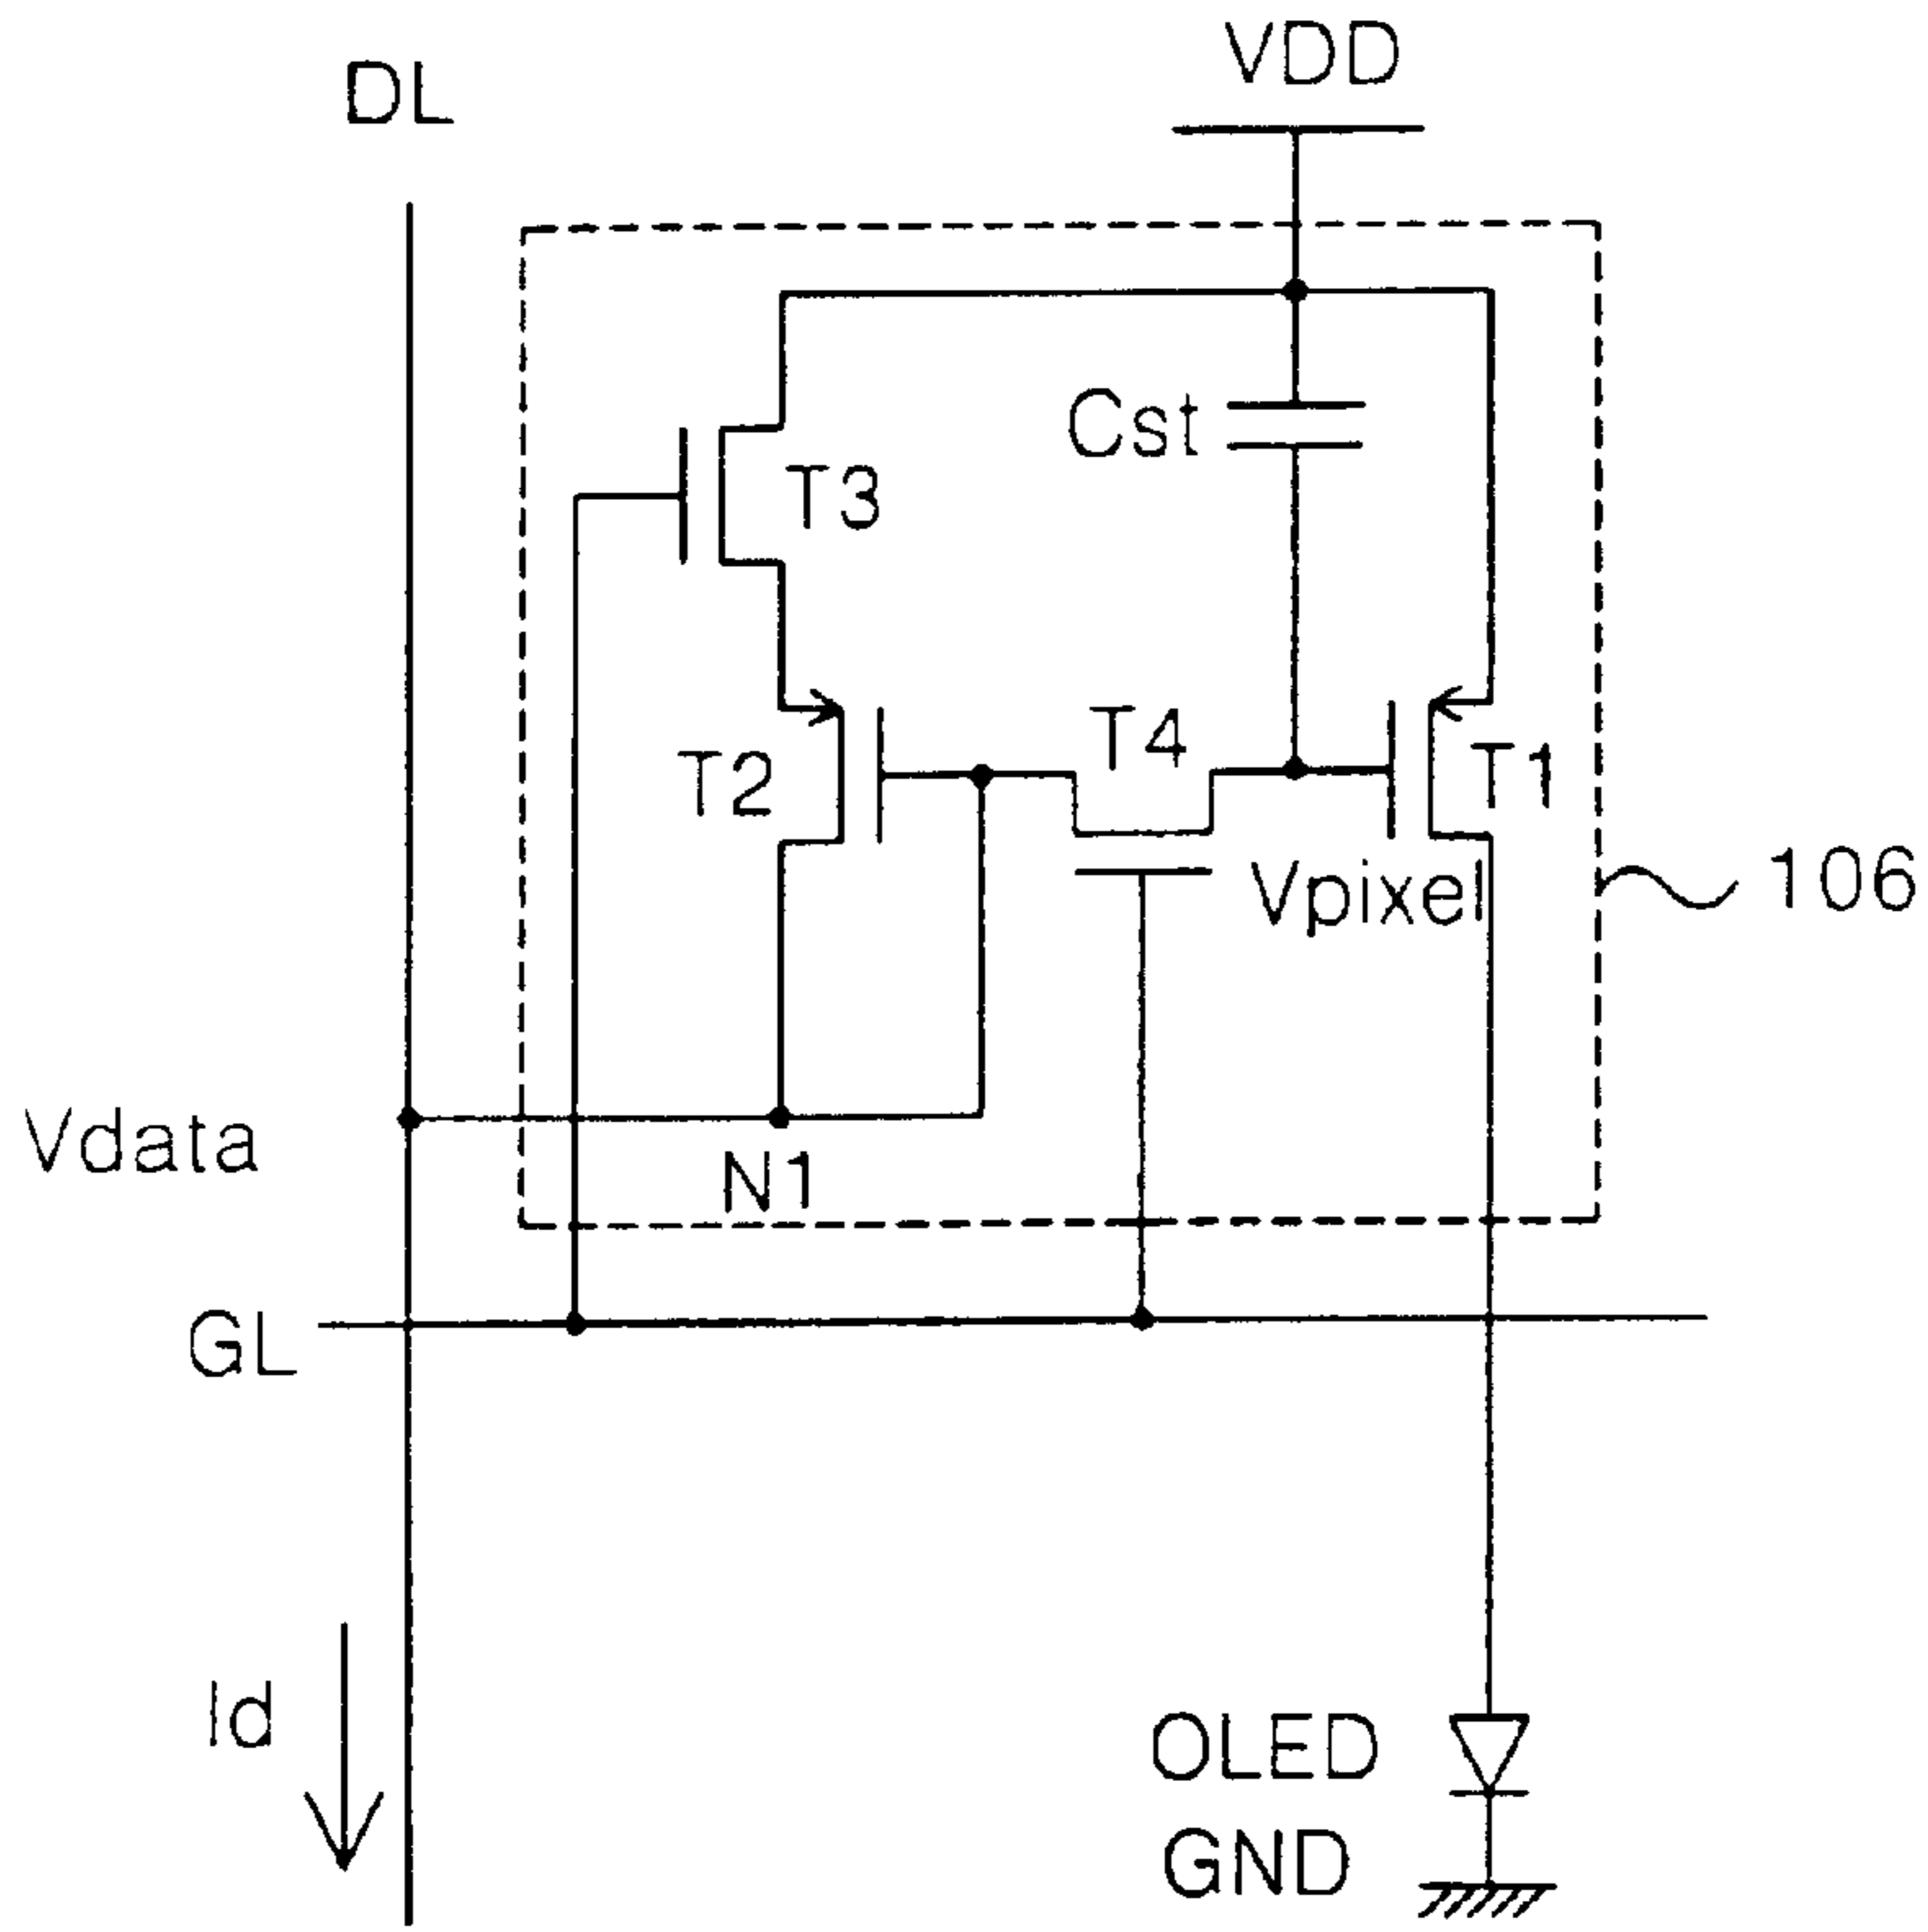 VDD
DL
Cst
T3
T4
T2
T1
Vpixel
106
Vdata
N1
GL
Id
OLED
GND